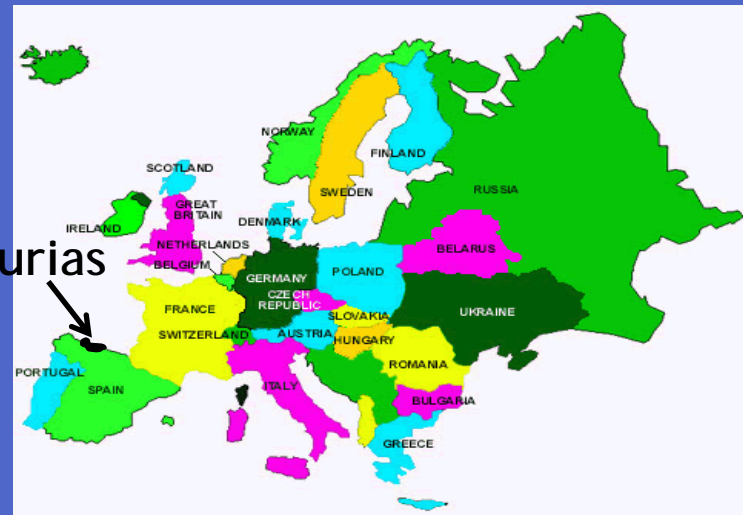 NORWAY
FINLAND
SCOTLAND
SWEDEN
RUSSIA
GREAT
BRITAIN
DENMARK
IRELAND
NETHERLANDS
urias
BELGIUM
BELARUS
GERMANY
POLAND
CZECH
REPUBLIC
UKRAINE
FRANCE
SLOVAKIA
SWITZERLAND
AUSTRIA
HUNGARY
ROMANIA
PORTUGAL
SPAIN
ITALY
BULGARIA
GREECE